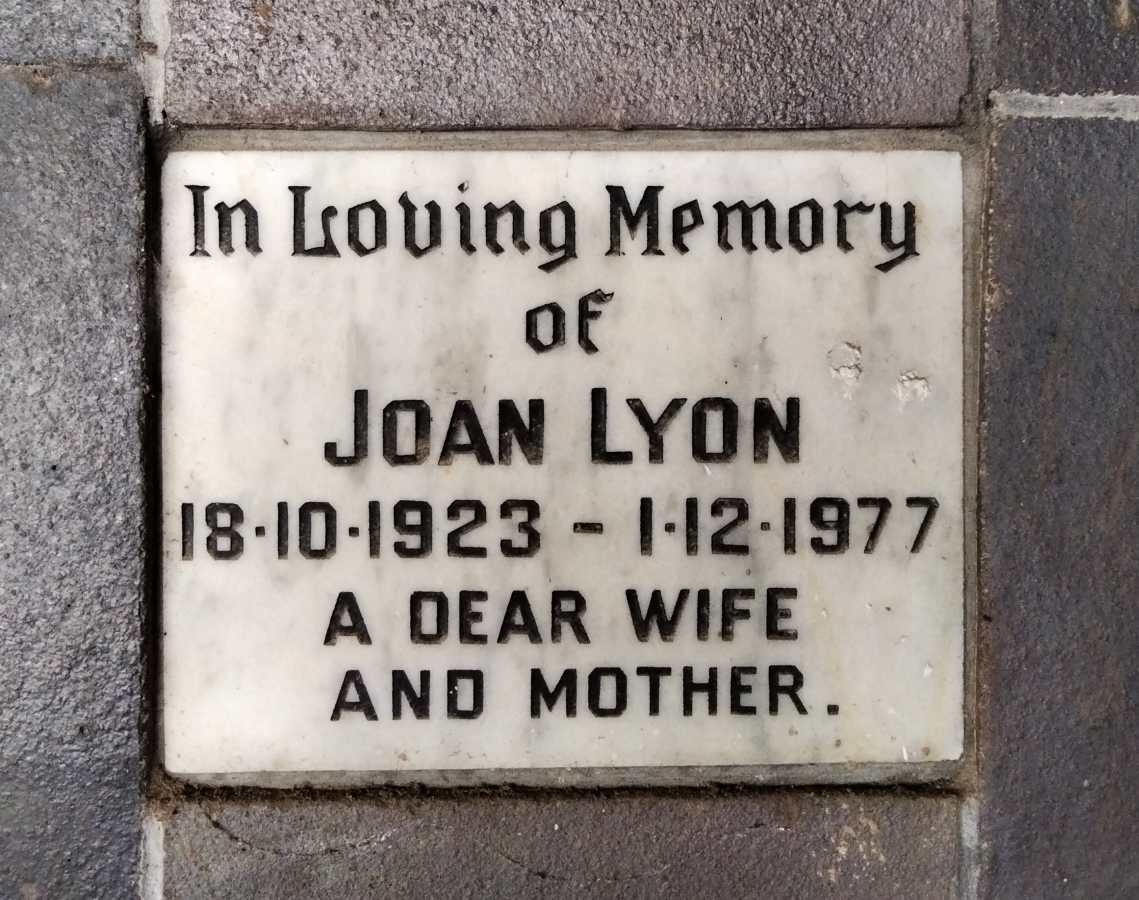 In Loving Memory
of
JOAN LYON
18·10·1923 – 1·12·1977
A DEAR WIFE
AND MOTHER.